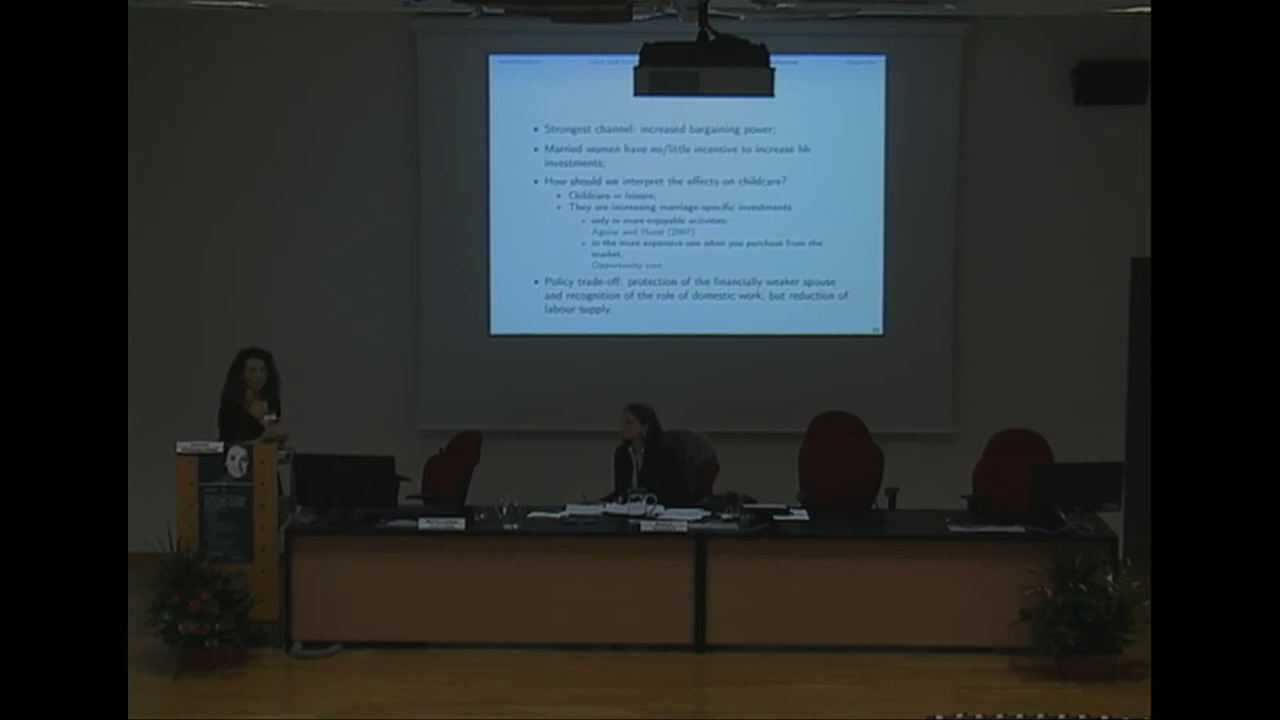 • Strongest channel: increased bargaining power;
• Married women have no/little incentive to increase hh
investments;
• How should we interpret the effects on childcare?
• Childcare = leisure;
• They are increasing marriage-specific investments
• only in more enjoyable activities.
Aguiar and Hurst (2007)
• in the more expensive one when you purchase from the
market.
Opportunity cost
• Policy trade-off: protection of the financially weaker spouse
and recognition of the role of domestic work, but reduction of
labour supply.